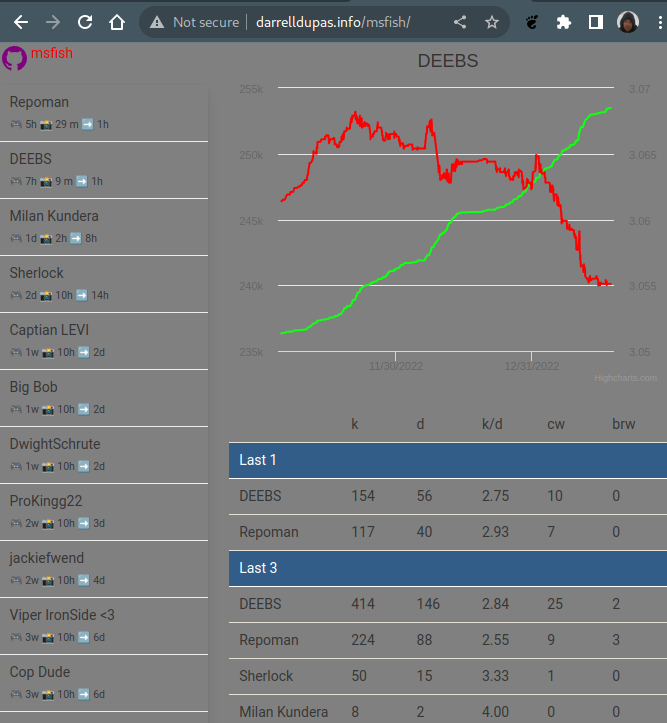 Not secure darrelldupas.info/msfish/
msfish
Repoman
🎮 5h 📸 29 m ➡️ 1h
DEEBS
🎮 7h 📸 9 m ➡️ 1h
Milan Kundera
🎮 1d 📸 2h ➡️ 8h
Sherlock
🎮 2d 📸 10h ➡️ 14h
Captian LEVI
🎮 1w 📸 10h ➡️ 2d
Big Bob
🎮 1w 📸 10h ➡️ 2d
DwightSchrute
🎮 1w 📸 10h ➡️ 2d
ProKingg22
🎮 2w 📸 10h ➡️ 3d
jackiefwend
🎮 2w 📸 10h ➡️ 4d
Viper IronSide <3
🎮 3w 📸 10h ➡️ 6d
Cop Dude
🎮 3w 📸 10h ➡️ 6d
DEEBS
255k 3.07
250k 3.065
245k 3.06
240k 3.055
235k 3.05
11/30/2022 12/31/2022
Highcharts.com
k d k/d cw brw
Last 1
DEEBS 154 56 2.75 10 0
Repoman 117 40 2.93 7 0
Last 3
DEEBS 414 146 2.84 25 2
Repoman 224 88 2.55 9 3
Sherlock 50 15 3.33 1 0
Milan Kundera 8 2 4.00 0 0